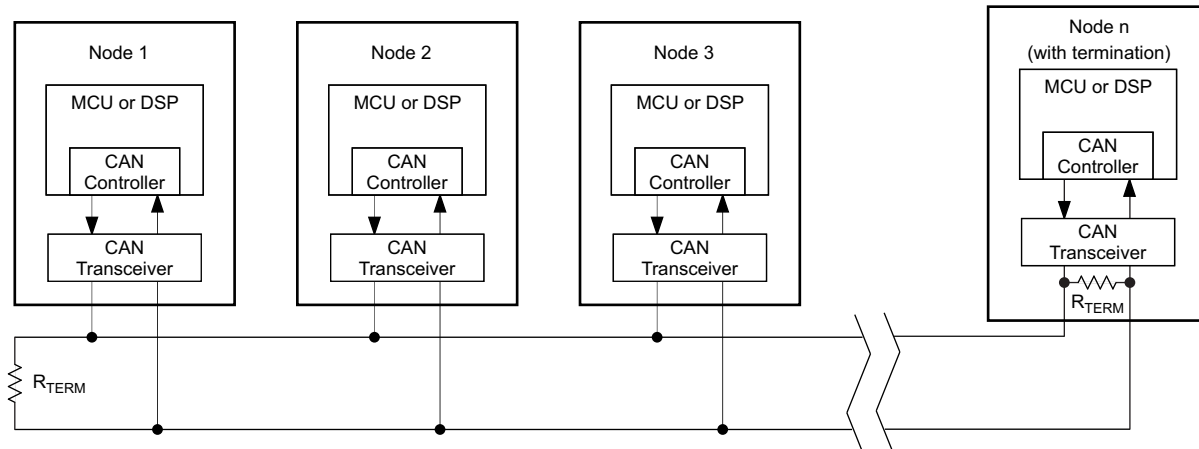 Node 1
MCU or DSP
CAN
Controller
CAN
Transceiver
Node 2
MCU or DSP
CAN
Controller
CAN
Transceiver
Node 3
MCU or DSP
CAN
Controller
CAN
Transceiver
Node n
(with termination)
MCU or DSP
CAN
Controller
CAN
Transceiver
RTERM
RTERM